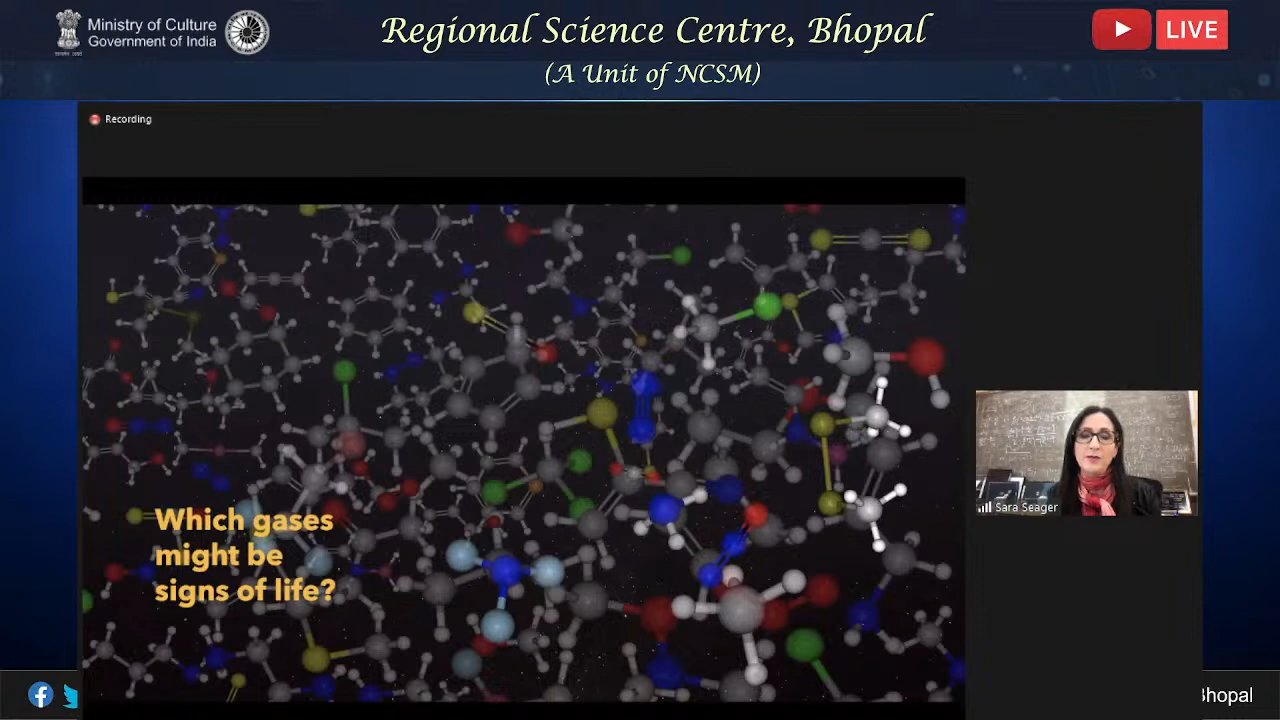 Ministry of Culture
Government of India
Regional Science Centre, Bhopal
(A Unit of NCSM)
LIVE
Recording
Which gases
might be
signs of life?
Sara Seager
Bhopal